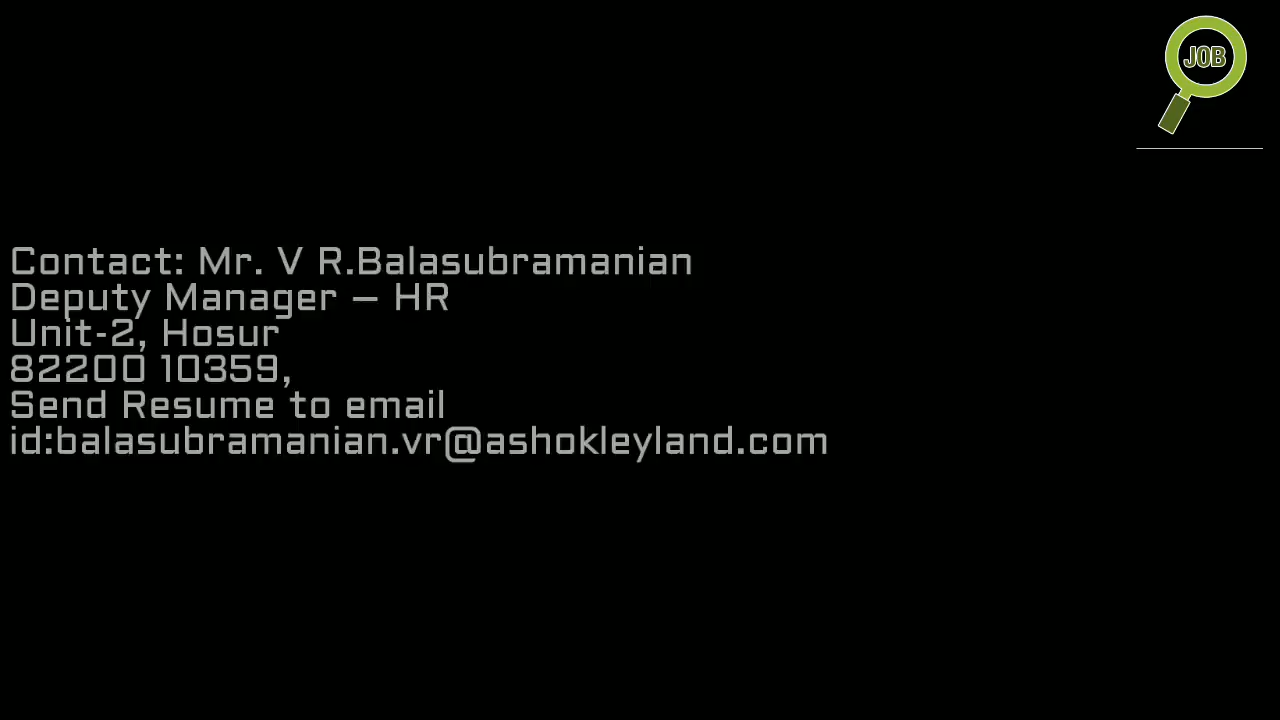 JOB
Contact: Mr. V R.Balasubramanian
Deputy Manager – HR
Unit-2, Hosur
82200 10359,
Send Resume to email
id:balasubramanian.vr@ashokleyland.com